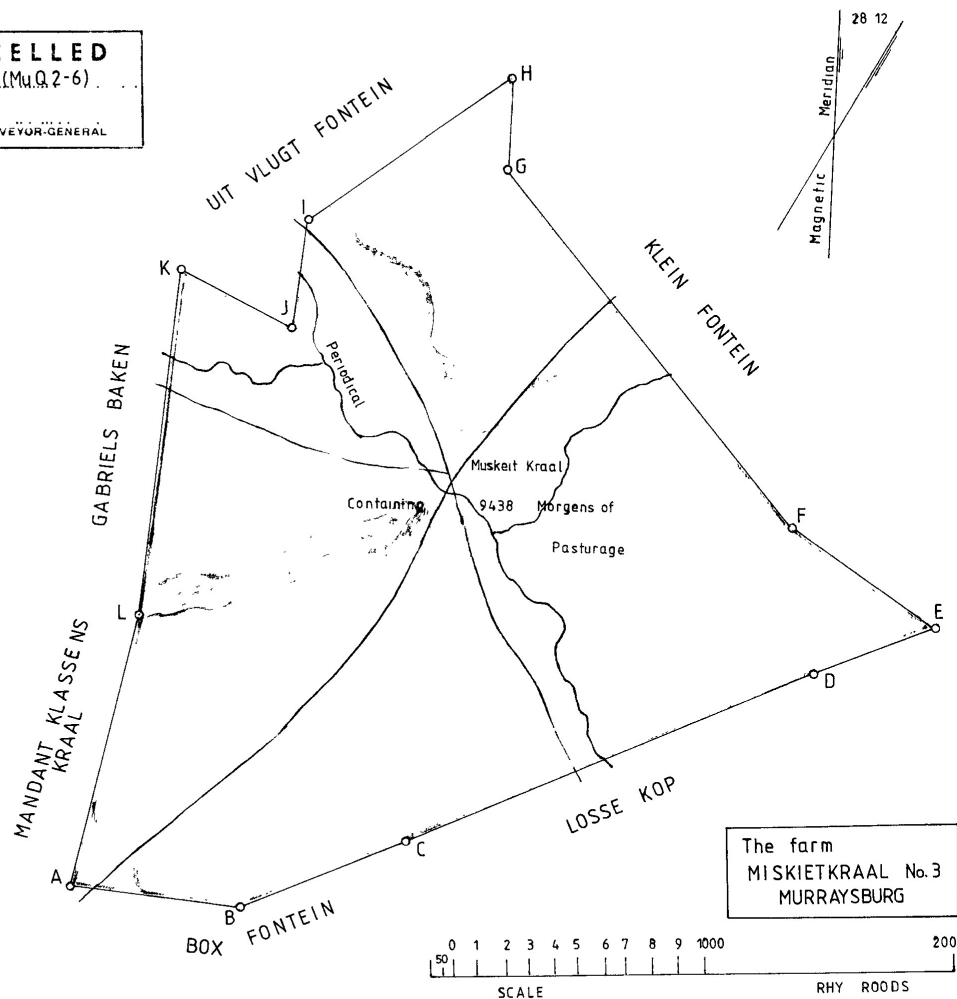 ELLED
(Mu Q 2-6)
VEYOR-GENERAL
28 12
Magnetic Meridian
H
UIT VLUGT FONTEIN
G
I
K
J
KLEIN FONTEIN
Periodical
GABRIELS BAKEN
Muskeit Kraal
Containing 9438 Morgens of
Pasturage
F
L
E
MANDANT KLASSENS
KRAAL
D
LOSSE KOP
C
A
B
BOX FONTEIN
The farm
MISKIETKRAAL No.3
MURRAYSBURG
50 0 1 2 3 4 5 6 7 8 9 1000 200
SCALE RHY ROODS